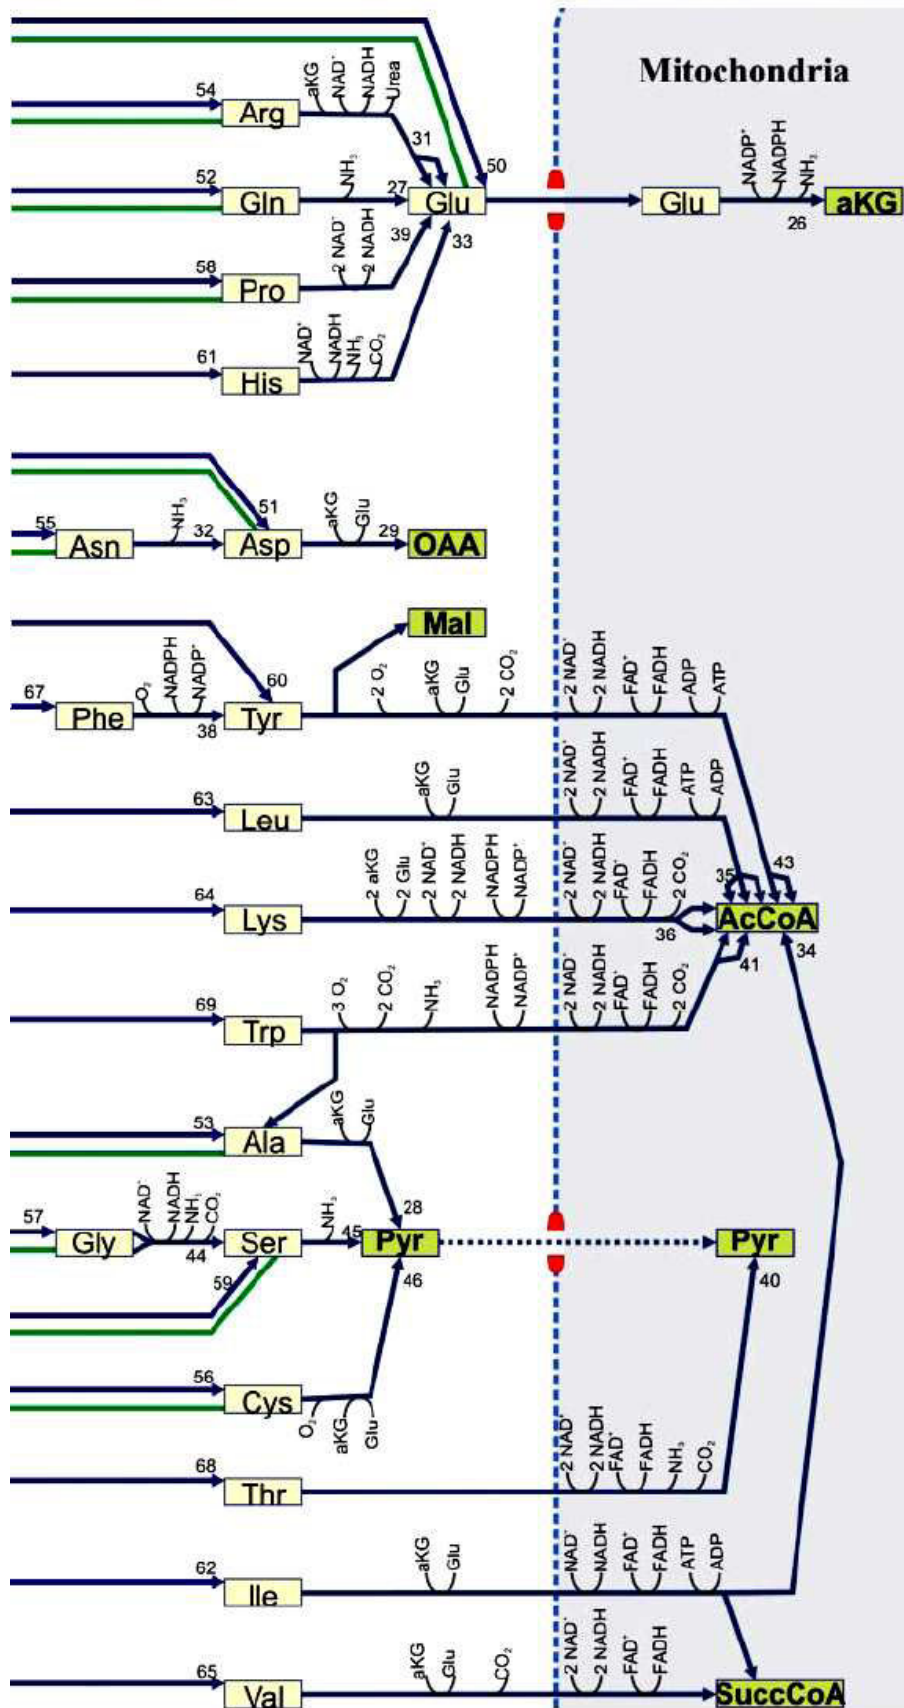 Mitochondria
54
Arg
aKG
NAD⁺
NADH
Urea
31
50
52
Gln
NH₃
27
Glu
Glu
NADP⁺
NADPH
NH₃
26
aKG
39
33
58
Pro
2 NAD⁺
2 NADH
61
His
NAD⁺
NADH
NH₃
CO₂
51
55
Asn
NH₃
32
Asp
aKG
Glu
29
OAA
Mal
60
67
Phe
O₂
NADPH
NADP⁺
38
Tyr
2 O₂
aKG
Glu
2 CO₂
2 NAD⁺
2 NADH
FAD⁺
FADH
ADP
ATP
63
Leu
aKG
Glu
2 NAD⁺
2 NADH
FAD⁺
FADH
ATP
ADP
35
43
64
Lys
2 aKG
2 Glu
2 NAD⁺
2 NADH
NADPH
NADP⁺
2 NAD⁺
2 NADH
FAD⁺
FADH
2 CO₂
36
AcCoA
34
41
69
Trp
3 O₂
2 CO₂
NH₃
NADPH
NADP⁺
2 NAD⁺
2 NADH
FAD⁺
FADH
2 CO₂
53
Ala
aKG
Glu
28
57
Gly
NAD⁺
NADH
NH₃
CO₂
44
Ser
NH₃
45
Pyr
Pyr
59
46
40
56
Cys
O₂
aKG
Glu
68
Thr
2 NAD⁺
2 NADH
FAD⁺
FADH
NH₃
CO₂
62
Ile
aKG
Glu
NAD⁺
NADH
FAD⁺
FADH
ATP
ADP
65
Val
aKG
Glu
CO₂
2 NAD⁺
2 NADH
FAD⁺
FADH
SuccCoA